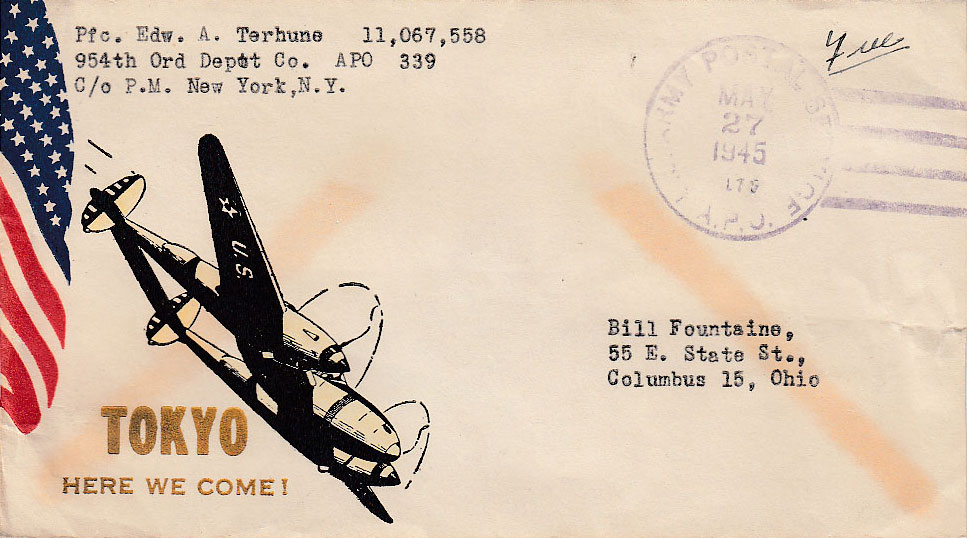 Pfc. Edw. A. Terhune 11,067,558
954th Ord Depot Co. APO 339
C/o P.M. New York, N.Y.
Free
ARMY POSTAL SERVICE
MAY
27
1945
A.P.O.
U.S.
Bill Fountaine,
55 E. State St.,
Columbus 15, Ohio
TOKYO
HERE WE COME!